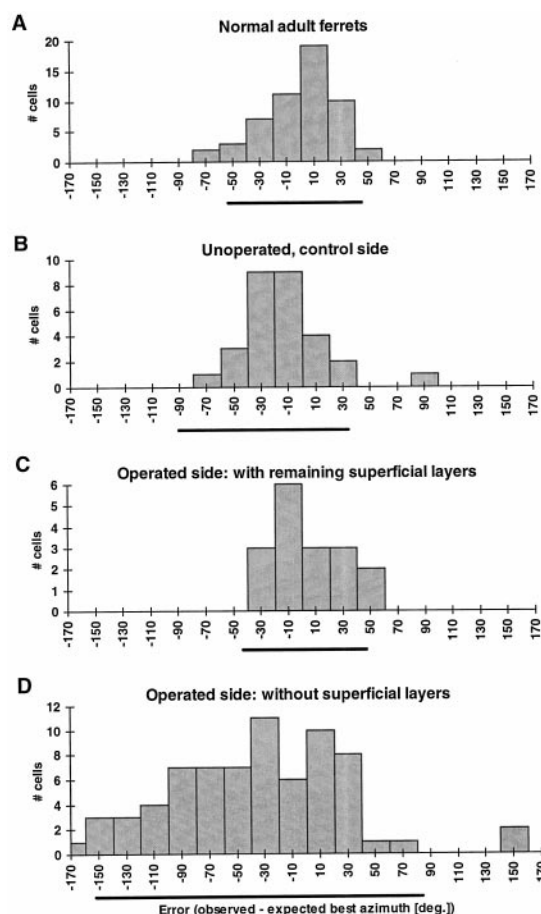 A
Normal adult ferrets
20
15
10
5
0
# cells
-170 -150 -130 -110 -90 -70 -50 -30 -10 10 30 50 70 90 110 130 150 170
B
Unoperated, control side
10
8
6
4
2
0
# cells
-170 -150 -130 -110 -90 -70 -50 -30 -10 10 30 50 70 90 110 130 150 170
C
Operated side: with remaining superficial layers
6
5
4
3
2
1
0
# cells
-170 -150 -130 -110 -90 -70 -50 -30 -10 10 30 50 70 90 110 130 150 170
D
Operated side: without superficial layers
12
10
8
6
4
2
0
# cells
-170 -150 -130 -110 -90 -70 -50 -30 -10 10 30 50 70 90 110 130 150 170
Error (observed - expected best azimuth [deg.])